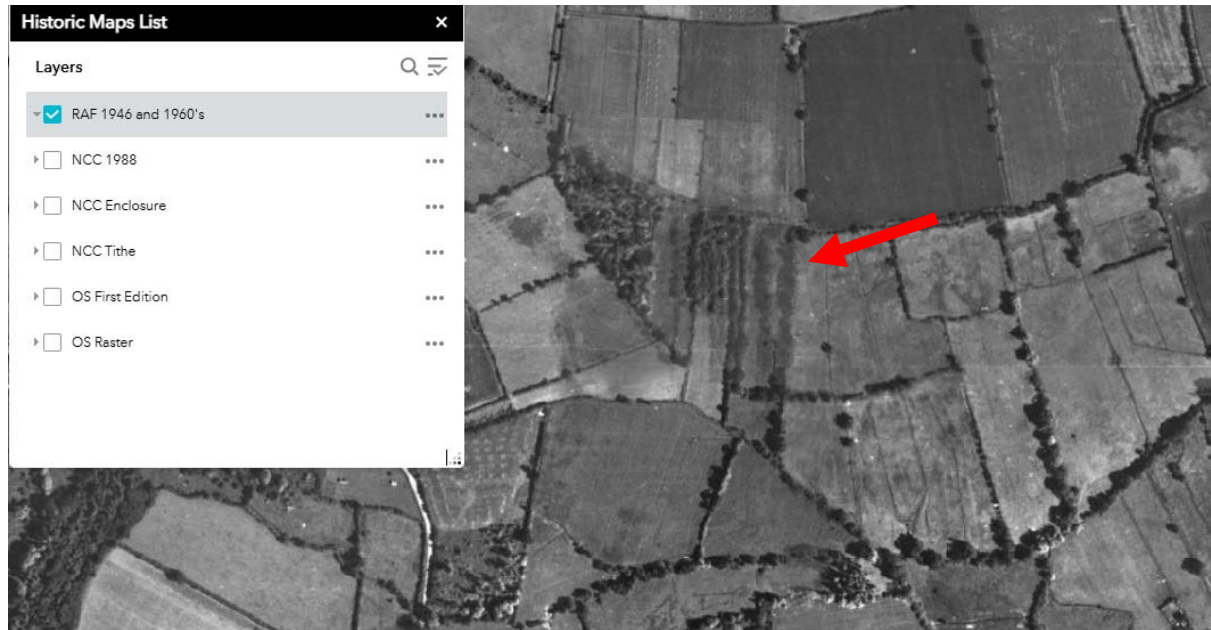 Historic Maps List
Layers
RAF 1946 and 1960's
NCC 1988
NCC Enclosure
NCC Tithe
OS First Edition
OS Raster